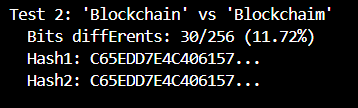 Test 2: 'Blockchain' vs 'Blockchaim'
Bits diffErents: 30/256 (11.72%)
Hash1: C65EDD7E4C406157...
Hash2: C65EDD7E4C406157...